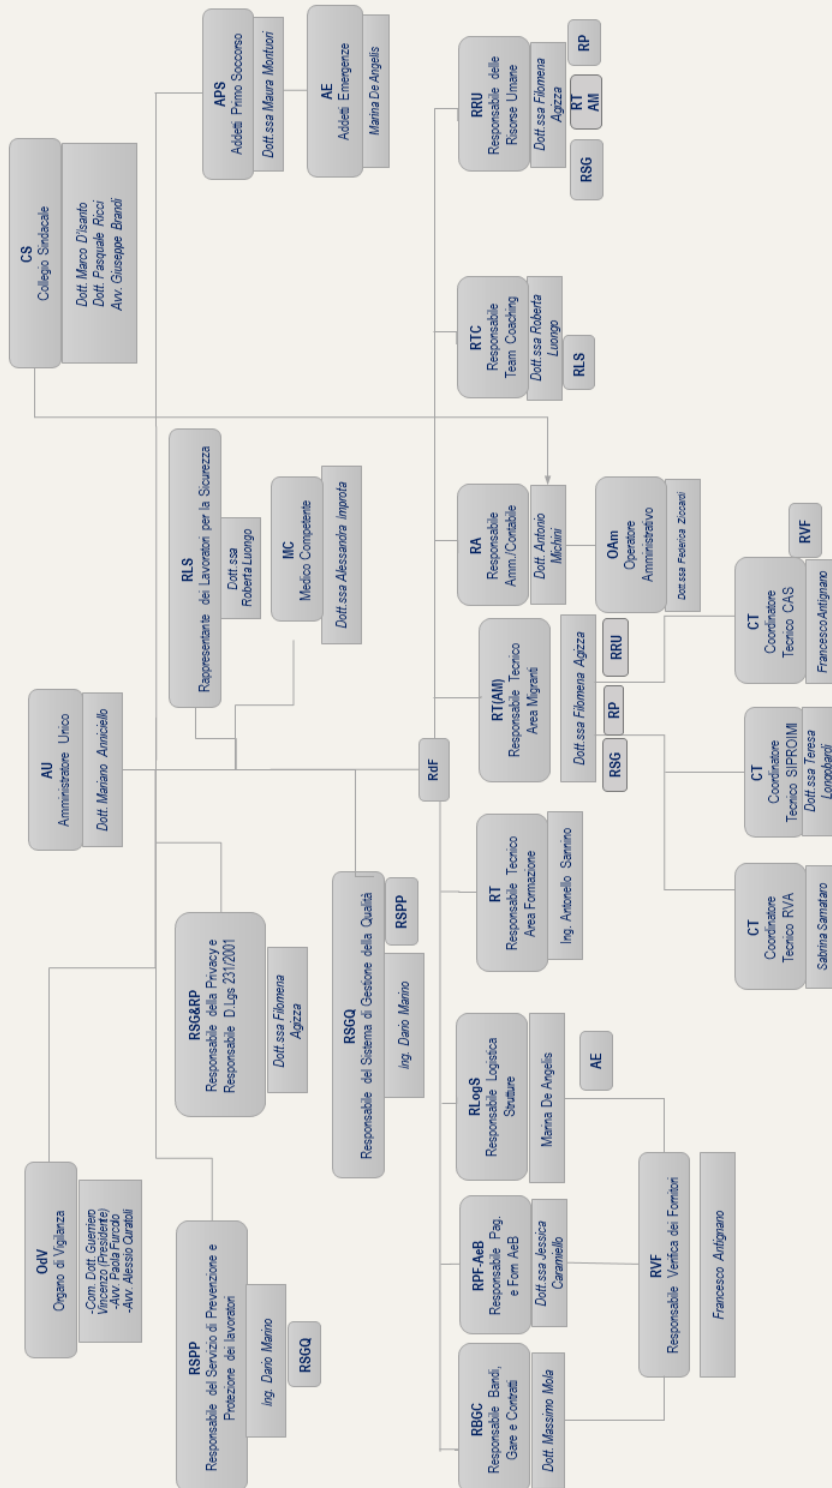 OdV
Organo di Vigilanza
-Com. Dott. Guerriero
Vincenzo (Presidente)
-Avv. Paola Furcolo
-Avv. Alessio Curatoli
AU
Amministratore Unico
Dott. Mariano Anniciello
CS
Collegio Sindacale
Dott. Marco D'Isanto
Dott. Pasquale Ricci
Avv. Giuseppe Brandi
RSPP
Responsabile del Servizio di Prevenzione e
Protezione dei lavoratori
Ing. Dario Marino
RSGQ
RSG&RP
Responsabile della Privacy e
Responsabile D.Lgs 231/2001
Dott.ssa Filomena
Agizza
RLS
Rappresentante dei Lavoratori per la Sicurezza
Dott.ssa
Roberta Luongo
APS
Addetti Primo Soccorso
Dott.ssa Maura Montuori
MC
Medico Competente
Dott.ssa Alessandra Improta
AE
Addetti Emergenze
Marina De Angelis
RSGQ
Responsabile del Sistema di Gestione della Qualità
Ing. Dario Marino
RSPP
RdF
RBGC
Responsabile Bandi,
Gare e Contratti
Dott. Massimo Mola
RPF-AeB
Responsabile Pag.
e Forn AeB
Dott.ssa Jessica
Caramiello
RLogS
Responsabile Logistica
Strutture
Marina De Angelis
AE
RT
Responsabile Tecnico
Area Formazione
Ing. Antonello Sannino
RT(AM)
Responsabile Tecnico
Area Migranti
Dott.ssa Filomena Agizza
RSG
RP
RRU
RA
Responsabile
Amm./Contabile
Dott. Antonio
Michini
RTC
Responsabile
Team Coaching
Dott.ssa Roberta
Luongo
RLS
RRU
Responsabile delle
Risorse Umane
Dott.ssa Filomena
Agizza
RSG
RT
AM
RP
OAm
Operatore
Amministrativo
Dott.ssa Federica Ziccardi
RVF
Responsabile Verifica dei Fornitori
Francesco Antignano
CT
Coordinatore
Tecnico RVA
Sabrina Samataro
CT
Coordinatore
Tecnico SIPROIMI
Dott.ssa Teresa
Longobardi
CT
Coordinatore
Tecnico CAS
Francesco Antignano
RVF